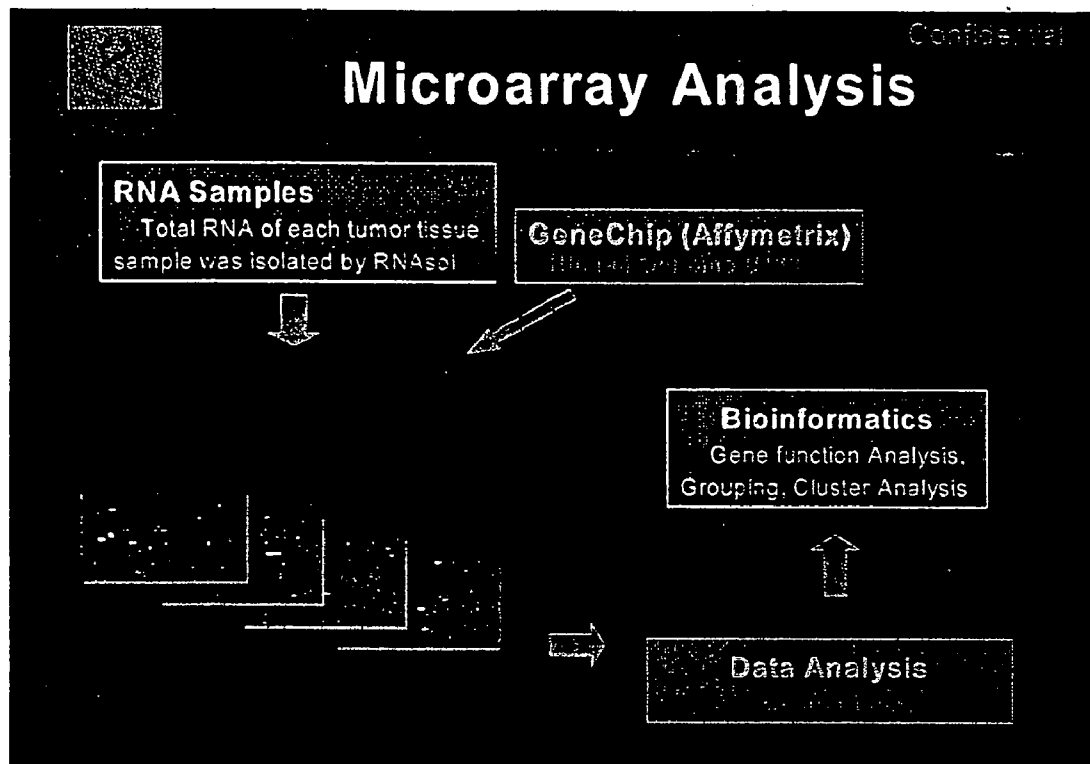 Confidential
Microarray Analysis
RNA Samples
Total RNA of each tumor tissue
sample was isolated by RNAsol
GeneChip (Affymetrix)
Bioinformatics
Gene function Analysis,
Grouping, Cluster Analysis
Data Analysis